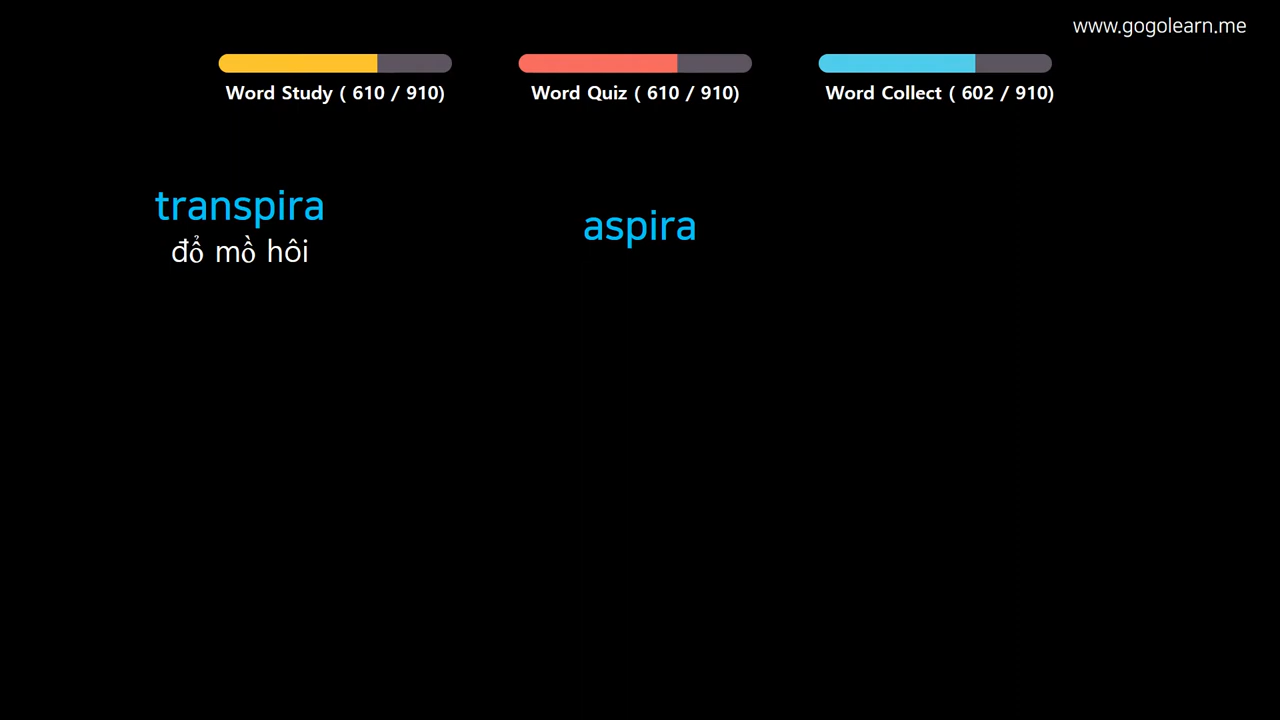 www.gogolearn.me
Word Study ( 610 / 910)
Word Quiz ( 610 / 910)
Word Collect ( 602 / 910)
transpira
đổ mồ hôi
aspira